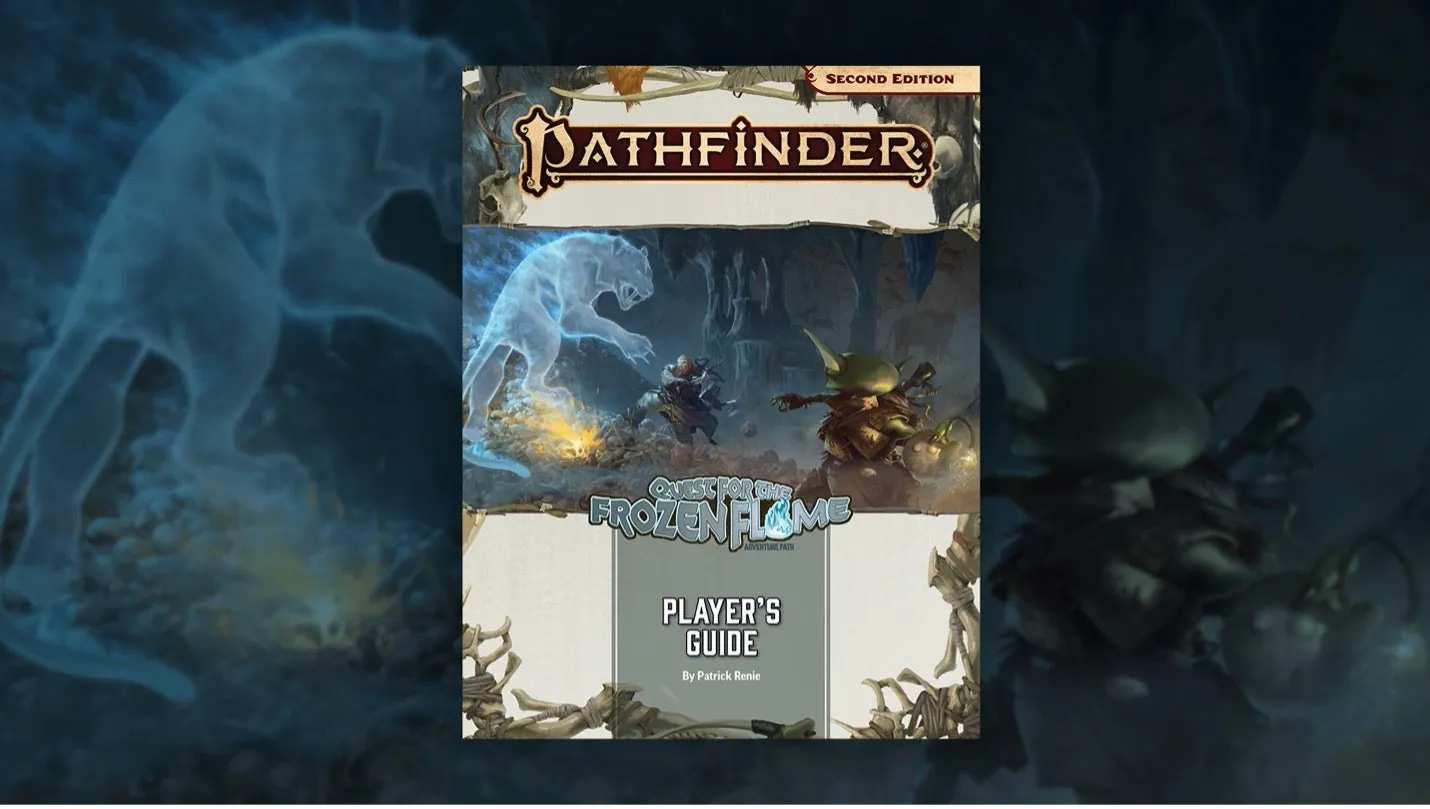 SECOND EDITION
PATHFINDER®
QUEST FOR THE
FROZEN FLAME
ADVENTURE PATH
PLAYER'S
GUIDE
By Patrick Renie